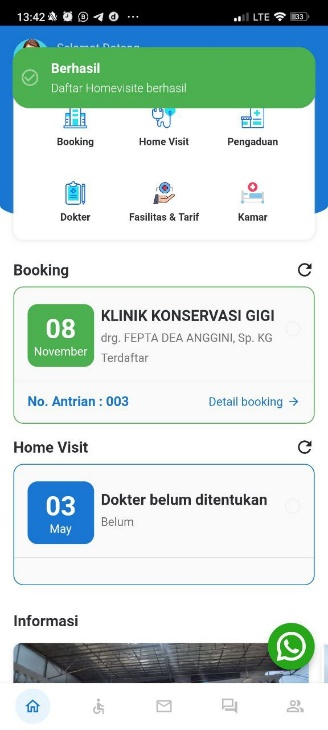 13:42
LTE
83
Selamat Datang
Berhasil
Daftar Homevisite berhasil
Booking
Home Visit
Pengaduan
Dokter
Fasilitas & Tarif
Kamar
Booking
08
November
KLINIK KONSERVASI GIGI
drg. FEPTA DEA ANGGINI, Sp. KG
Terdaftar
No. Antrian : 003
Detail booking
Home Visit
03
May
Dokter belum ditentukan
Belum
Informasi